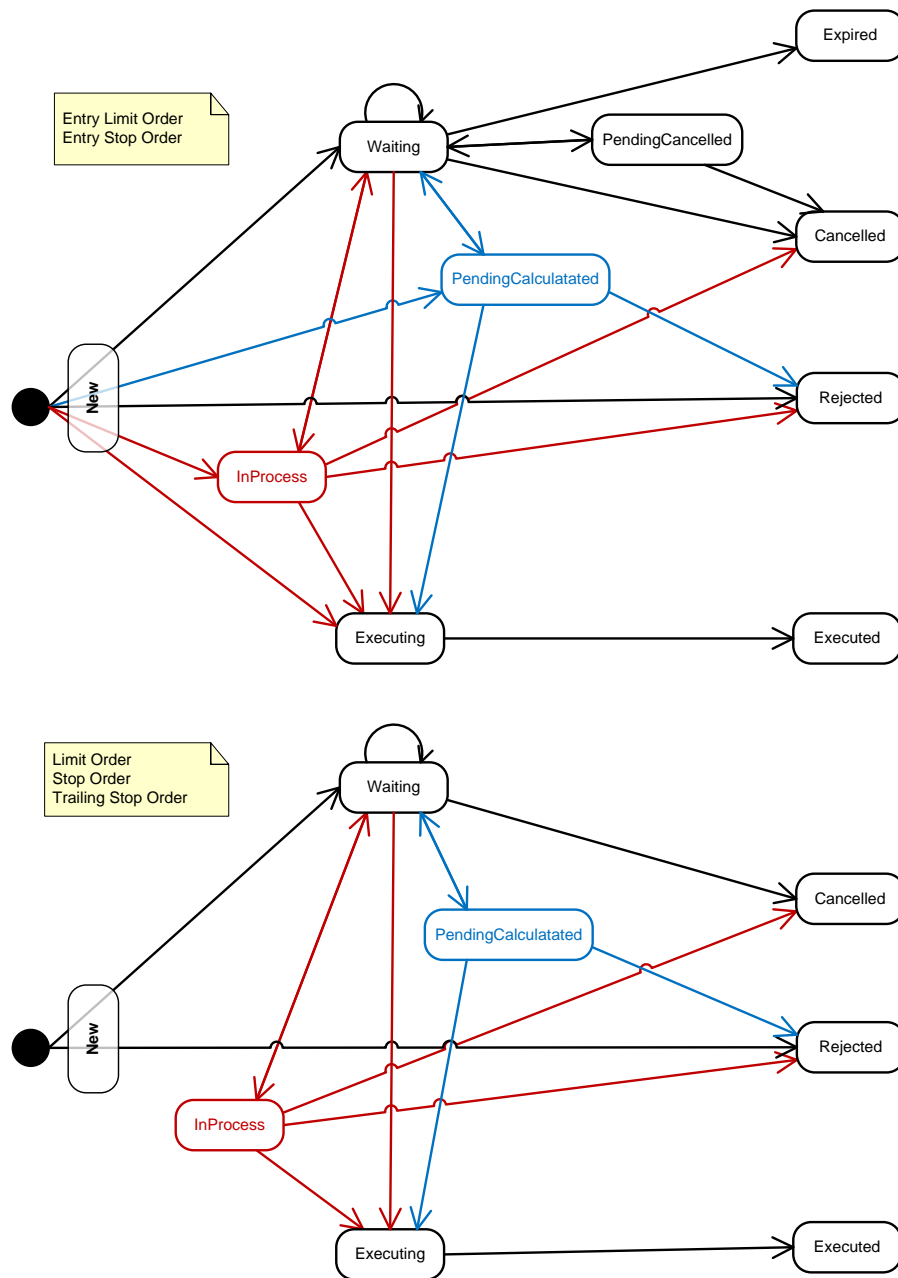 Expired
Entry Limit Order
Entry Stop Order
Waiting
PendingCancelled
Cancelled
PendingCalculatated
New
Rejected
InProcess
Executing
Executed
Limit Order
Stop Order
Trailing Stop Order
Waiting
Cancelled
PendingCalculatated
New
Rejected
InProcess
Executing
Executed